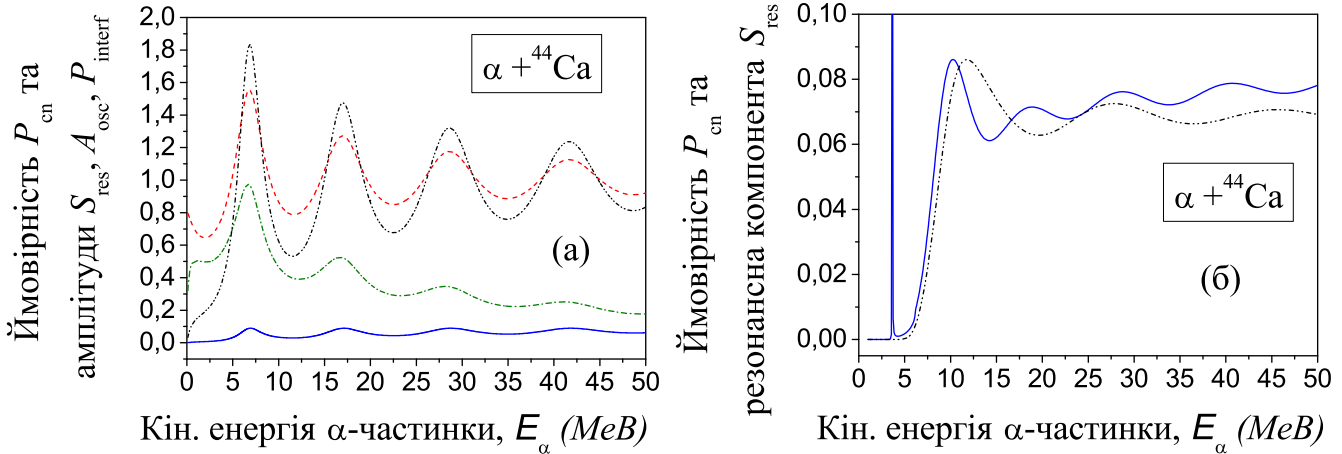 Ймовірність P_cn та
амплітуди S_res, A_osc, P_interf
2,0
1,8
1,6
1,4
1,2
1,0
0,8
0,6
0,4
0,2
0,0
α + ⁴⁴Ca
(а)
0 5 10 15 20 25 30 35 40 45 50
Кін. енергія α-частинки, E_α (МеВ)
Ймовірність P_cn та
резонансна компонента S_res
0,10
0,08
0,06
0,04
0,02
0,00
α + ⁴⁴Ca
(б)
0 5 10 15 20 25 30 35 40 45 50
Кін. енергія α-частинки, E_α (МеВ)